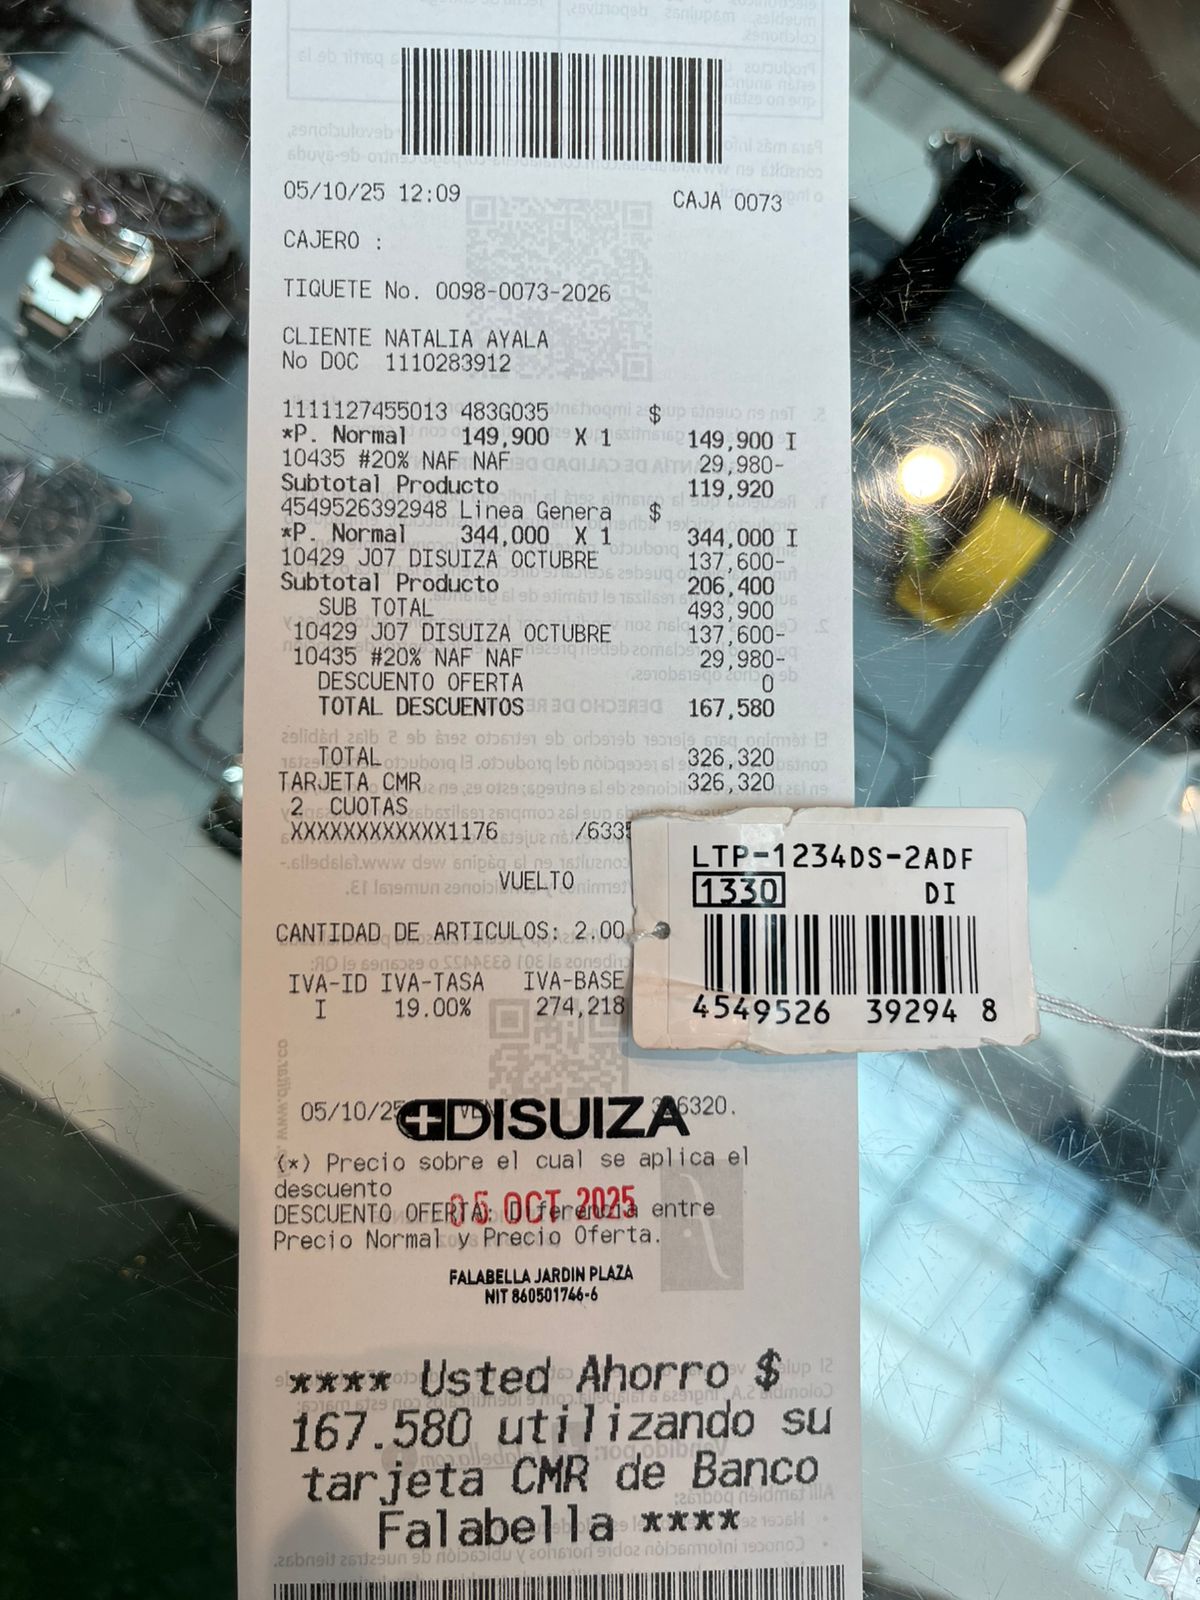 05/10/25 12:09 CAJA 0073
CAJERO :
TIQUETE No. 0098-0073-2026
CLIENTE NATALIA AYALA
No DOC 1110283912
1111127455013 483G035 $
*P. Normal 149,900 X 1 149,900 I
10435 #20% NAF NAF 29,980-
Subtotal Producto 119,920
4549526392948 Linea Genera $
*P. Normal 344,000 X 1 344,000 I
10429 J07 DISUIZA OCTUBRE 137,600-
Subtotal Producto 206,400
SUB TOTAL 493,900
10429 J07 DISUIZA OCTUBRE 137,600-
10435 #20% NAF NAF 29,980-
DESCUENTO OFERTA 0
TOTAL DESCUENTOS 167,580
TOTAL 326,320
TARJETA CMR 326,320
2 CUOTAS
XXXXXXXXXXXX1176 /6335
VUELTO
CANTIDAD DE ARTICULOS: 2.00
IVA-ID IVA-TASA IVA-BASE
I 19.00% 274,218
LTP-1234DS-2ADF
1330 DI
4549526 39294 8
05/10/25
DISUIZA
(*) Precio sobre el cual se aplica el
descuento
05 OCT 2025
DESCUENTO OFERTA: Diferencia entre
Precio Normal y Precio Oferta.
FALABELLA JARDIN PLAZA
NIT 860501746-6
**** Usted Ahorro $
167.580 utilizando su
tarjeta CMR de Banco
Falabella ****